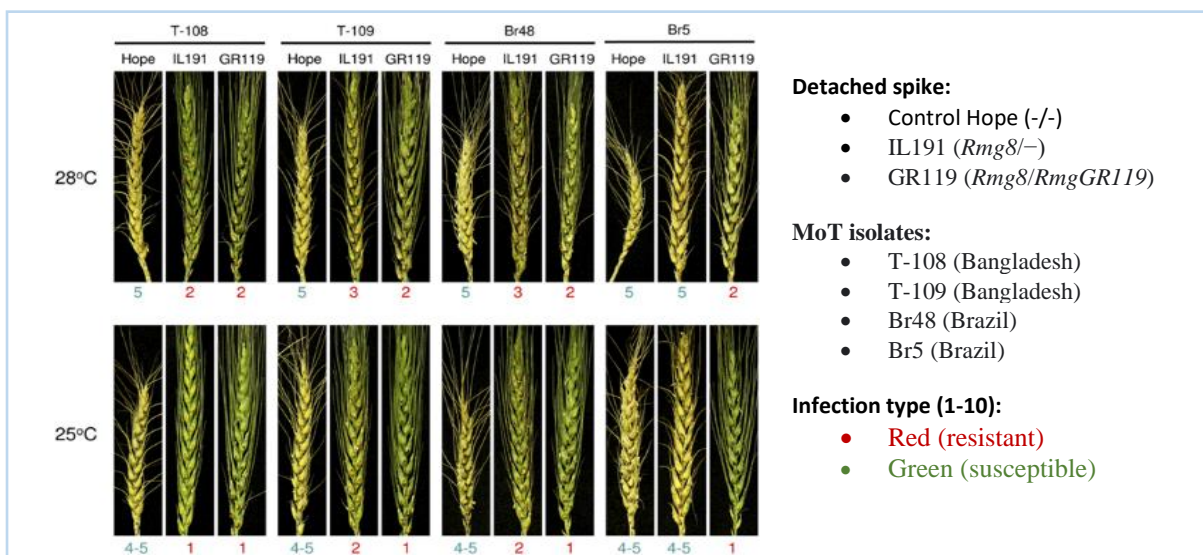 T-108 T-109 Br48 Br5
Hope IL191 GR119 Hope IL191 GR119 Hope IL191 GR119 Hope IL191 GR119
28°C
5 2 2 5 3 2 5 3 2 5 5 2
25°C
4-5 1 1 4-5 2 1 4-5 2 1 4-5 4-5 1
Detached spike:
• Control Hope (-/-)
• IL191 (Rmg8/−)
• GR119 (Rmg8/RmgGR119)
MoT isolates:
• T-108 (Bangladesh)
• T-109 (Bangladesh)
• Br48 (Brazil)
• Br5 (Brazil)
Infection type (1-10):
• Red (resistant)
• Green (susceptible)